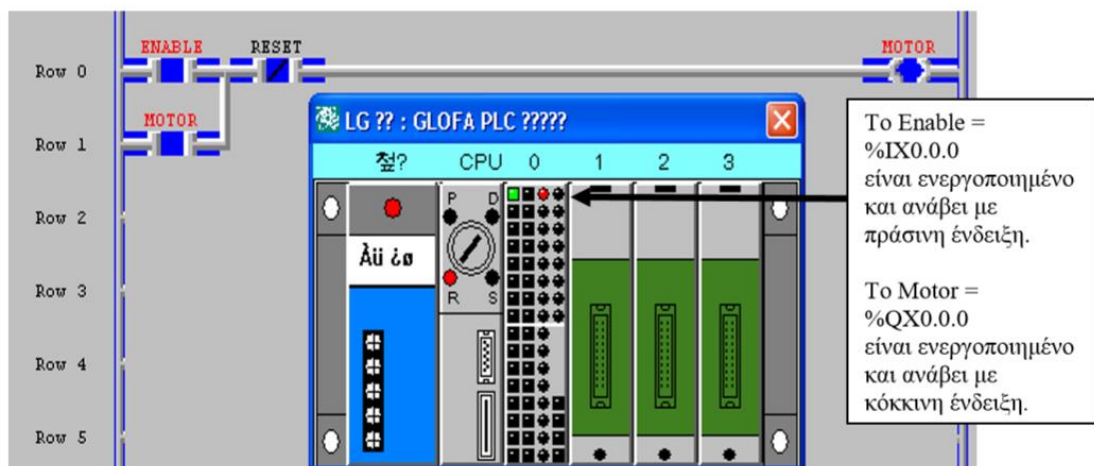 ENABLE RESET MOTOR
Row 0
MOTOR
Row 1
Row 2
Row 3
Row 4
Row 5
LG ?? : GLOFA PLC ?????
첲? CPU 0 1 2 3
P D
R S
Àü ¿ø
Το Enable =
%IX0.0.0
είναι ενεργοποιημένο
και ανάβει με
πράσινη ένδειξη.
Το Motor =
%QX0.0.0
είναι ενεργοποιημένο
και ανάβει με
κόκκινη ένδειξη.